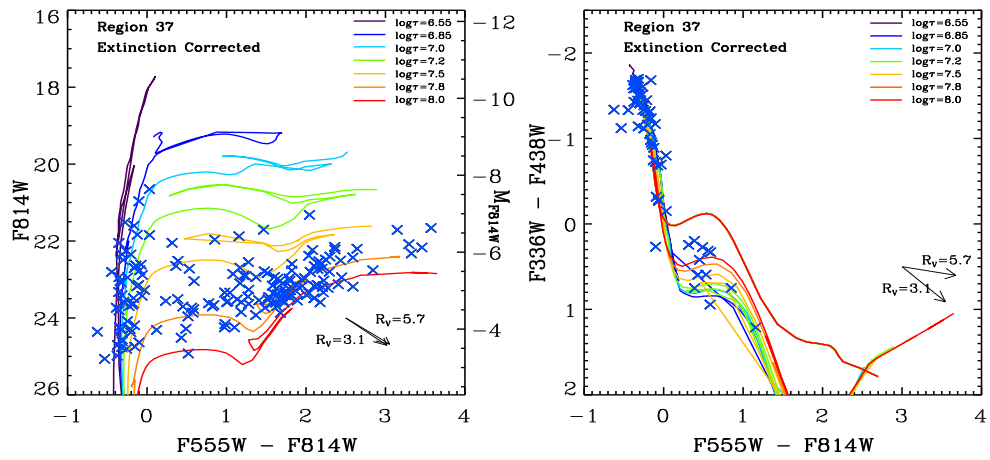 Region 37
Extinction Corrected
logτ=6.55
logτ=6.85
logτ=7.0
logτ=7.2
logτ=7.5
logτ=7.8
logτ=8.0
16
18
20
22
24
26
F814W
−12
−10
−8
−6
−4
M_F814W
R_V=5.7
R_V=3.1
−1 0 1 2 3 4
F555W − F814W
Region 37
Extinction Corrected
logτ=6.55
logτ=6.85
logτ=7.0
logτ=7.2
logτ=7.5
logτ=7.8
logτ=8.0
−2
−1
0
1
2
F336W − F438W
R_V=5.7
R_V=3.1
−1 0 1 2 3 4
F555W − F814W